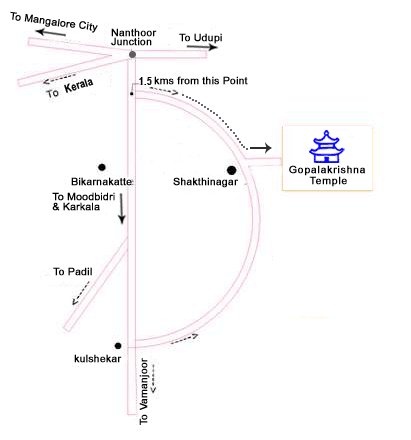 To Mangalore City
Nanthoor
Junction
To Udupi
To Kerala
1.5 kms from this Point
Gopalakrishna
Temple
Bikarnakatte
Shakthinagar
To Moodbidri
& Karkala
To Padil
kulshekar
To Vamanjoor